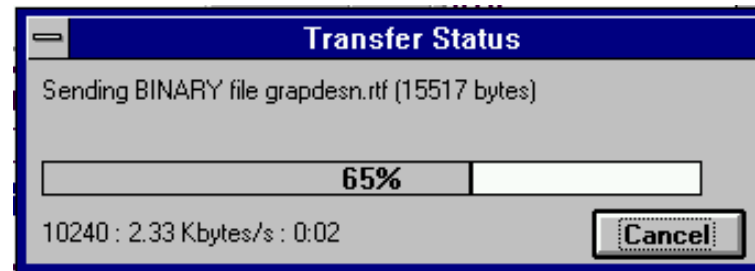 Transfer Status
Sending BINARY file grapdesn.rtf (15517 bytes)
65%
10240 : 2.33 Kbytes/s : 0:02
Cancel